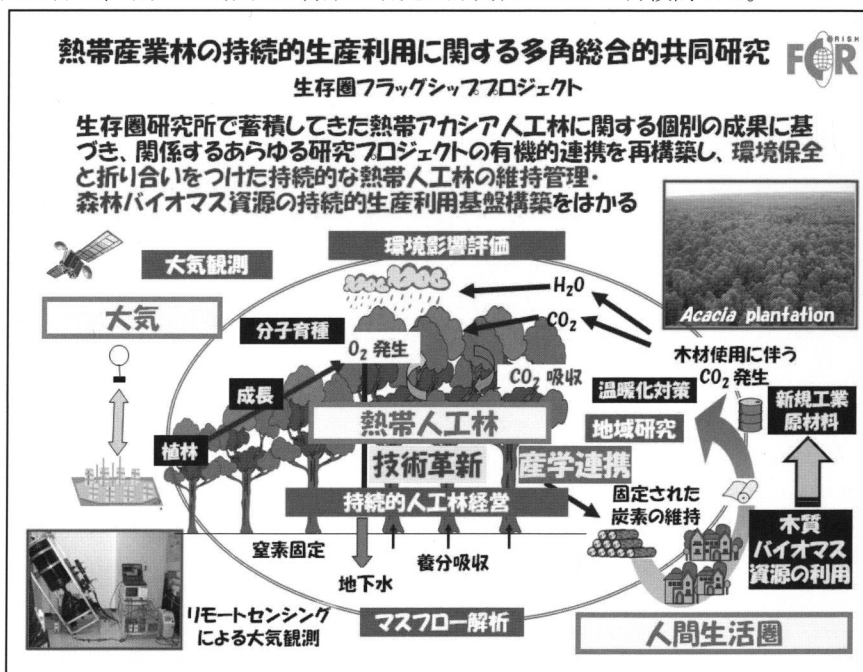 熱帯産業林の持続的生産利用に関する多角総合的共同研究
RISH
FCR
生存圏フラッグシッププロジェクト
生存圏研究所で蓄積してきた熱帯アカシア人工林に関する個別の成果に基
づき、関係するあらゆる研究プロジェクトの有機的連携を再構築し、環境保全
と折り合いをつけた持続的な熱帯人工林の維持管理・
森林バイオマス資源の持続的生産利用基盤構築をはかる
環境影響評価
大気観測
大気
H₂O
CO₂
Acacia plantation
分子育種
O₂ 発生
CO₂ 吸収
木材使用に伴う
CO₂ 発生
成長
温暖化対策
新規工業
原材料
植林
熱帯人工林
地域研究
技術革新
産学連携
持続的人工林経営
固定された
炭素の維持
木質
バイオマス
資源の利用
窒素固定
養分吸収
地下水
リモートセンシング
による大気観測
マスフロー解析
人間生活圏